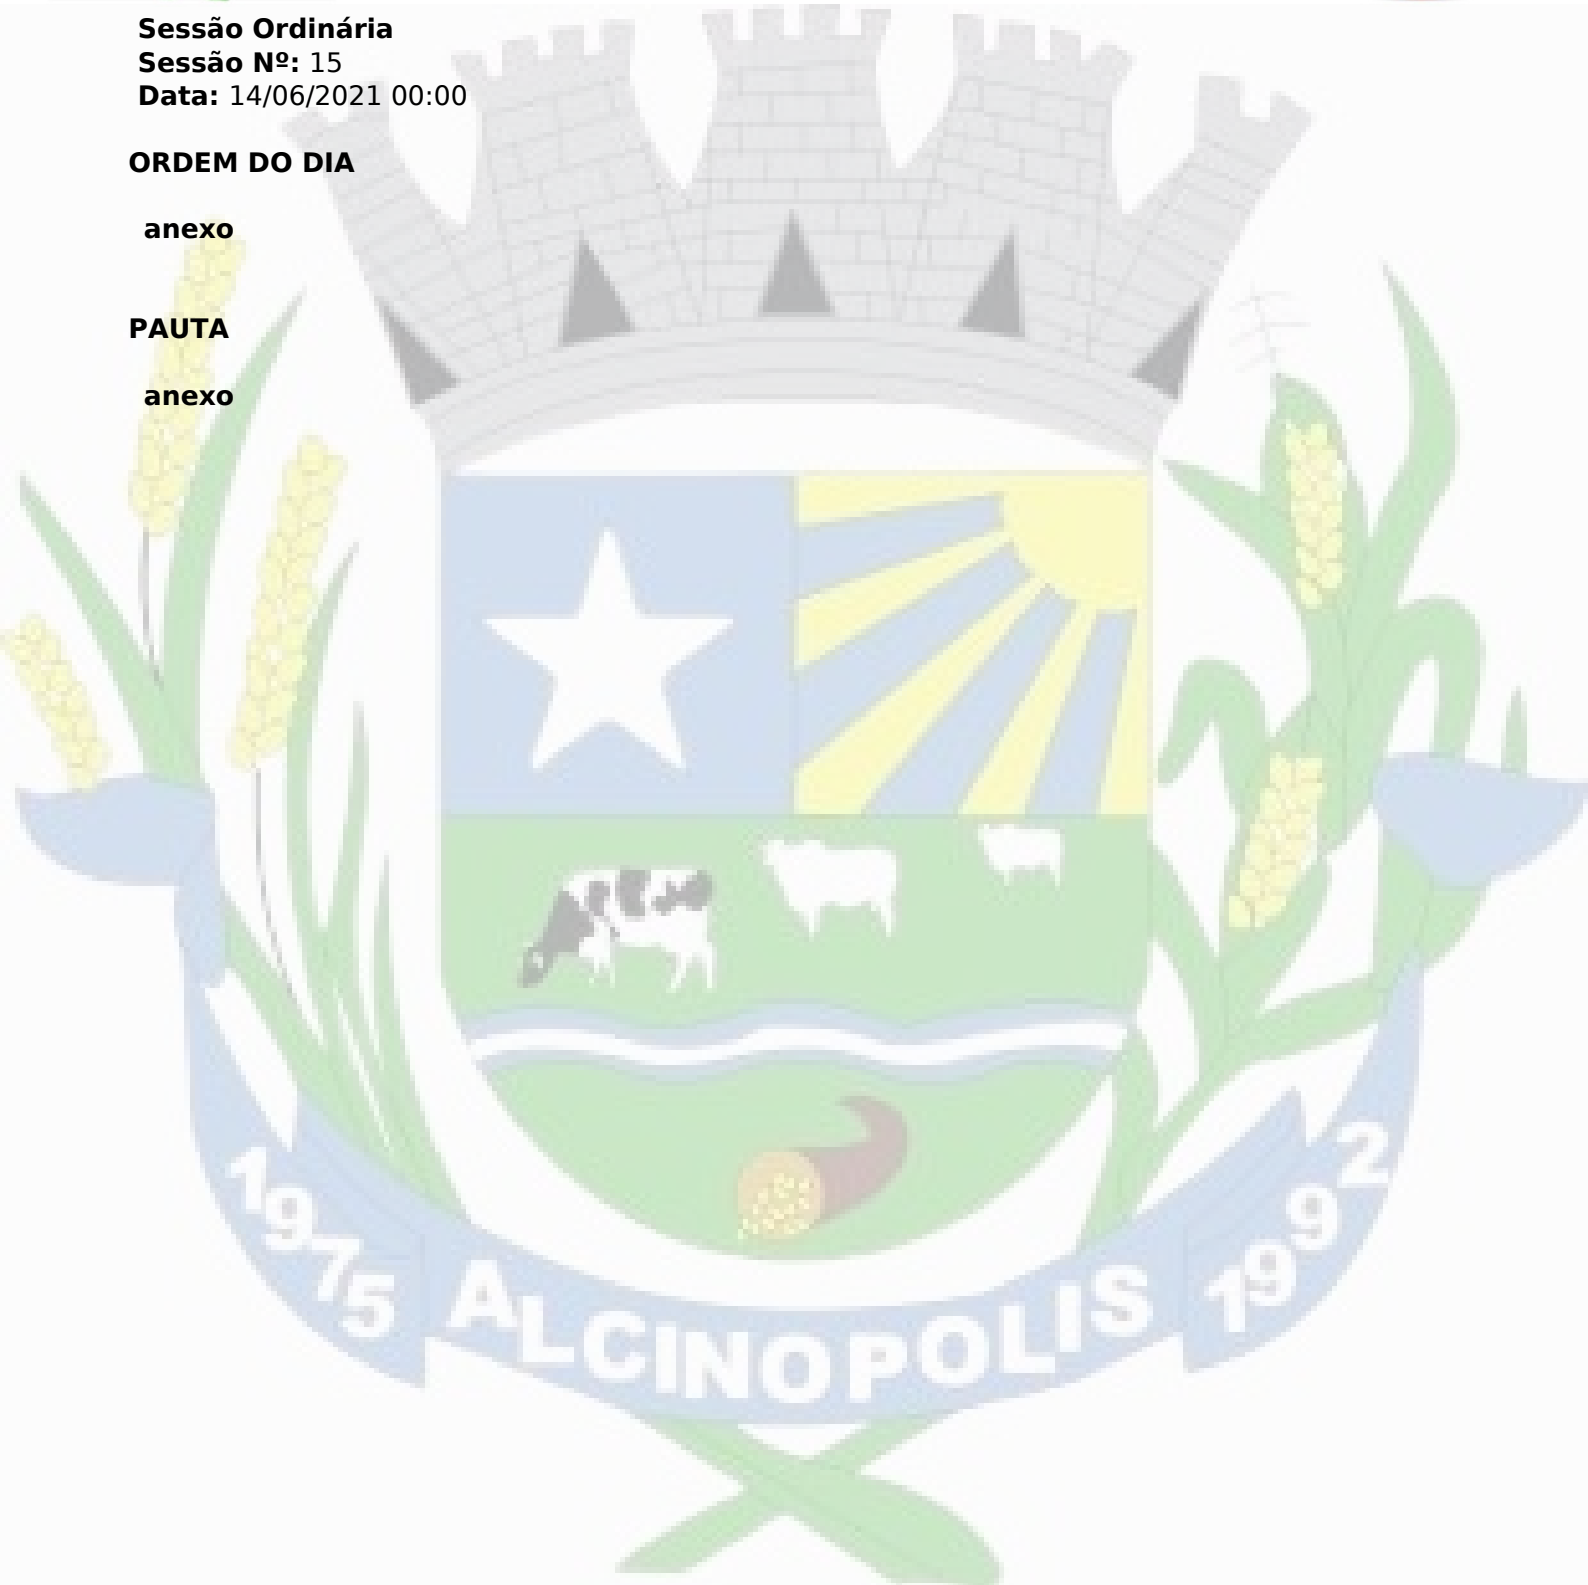 Sessão Ordinária
Sessão Nº: 15
Data: 14/06/2021 00:00
ORDEM DO DIA
anexo
PAUTA
anexo
1975 ALCINOPOLIS 1992